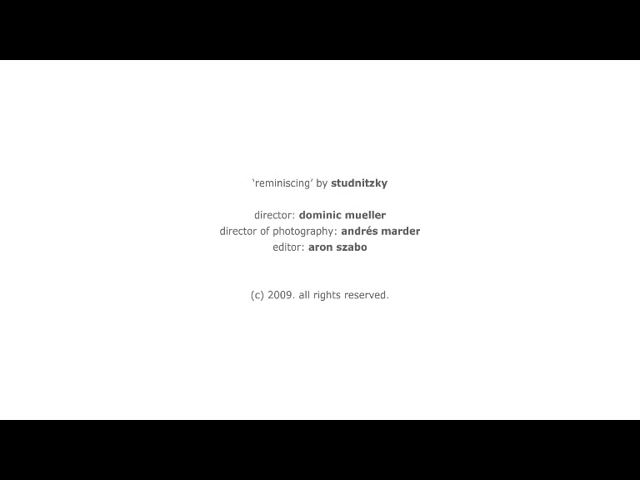 ‘reminiscing’ by studnitzky
director: dominic mueller
director of photography: andrés marder
editor: aron szabo
(c) 2009. all rights reserved.